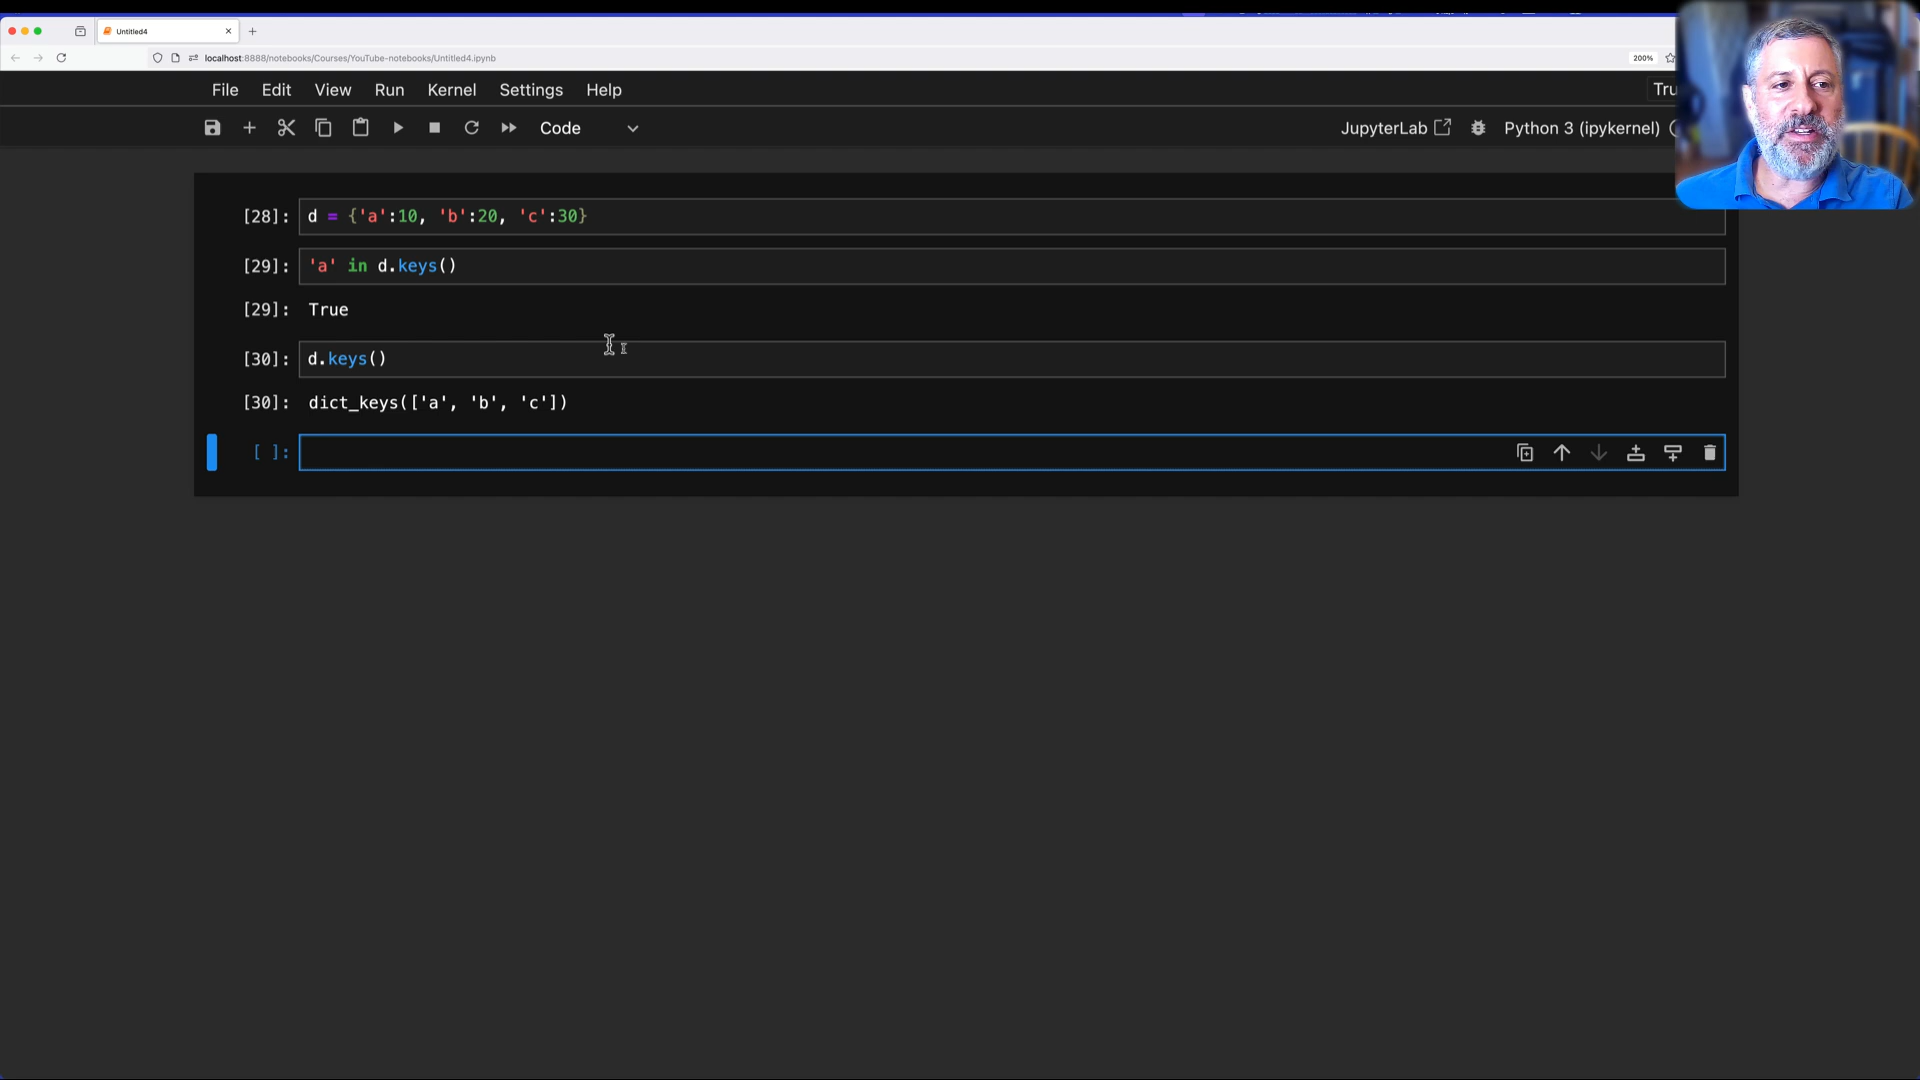 Untitled4
localhost:8888/notebooks/Courses/YouTube-notebooks/Untitled4.ipynb
200%
File Edit View Run Kernel Settings Help
Code
JupyterLab
Python 3 (ipykernel)
[28]: d = {'a':10, 'b':20, 'c':30}
[29]: 'a' in d.keys()
[29]: True
[30]: d.keys()
[30]: dict_keys(['a', 'b', 'c'])
[ ]: